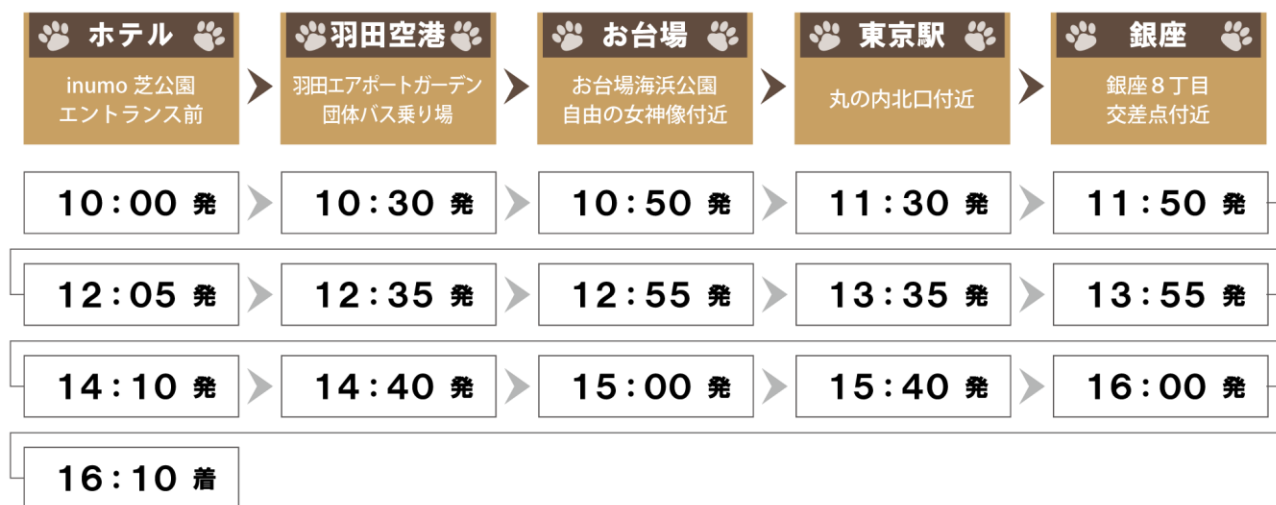 ホテル
inumo 芝公園
エントランス前
羽田空港
羽田エアポートガーデン
団体バス乗り場
お台場
お台場海浜公園
自由の女神像付近
東京駅
丸の内北口付近
銀座
銀座8丁目
交差点付近
10:00 発
10:30 発
10:50 発
11:30 発
11:50 発
12:05 発
12:35 発
12:55 発
13:35 発
13:55 発
14:10 発
14:40 発
15:00 発
15:40 発
16:00 発
16:10 着